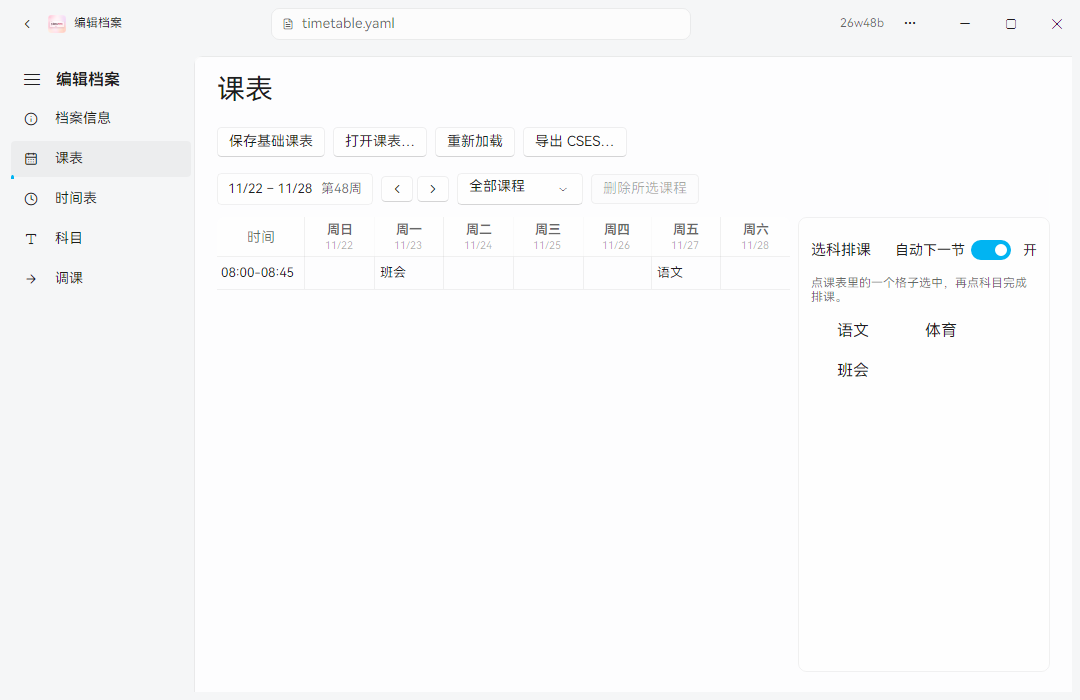 编辑档案
timetable.yaml
26w48b
编辑档案
档案信息
课表
时间表
科目
调课
课表
保存基础课表 打开课表... 重新加载 导出 CSES...
11/22 – 11/28 第48周 全部课程 删除所选课程
时间 周日 周一 周二 周三 周四 周五 周六
11/22 11/23 11/24 11/25 11/26 11/27 11/28
08:00-08:45 班会 语文
选科排课 自动下一节 开
点课表里的一个格子选中，再点科目完成
排课。
语文 体育
班会